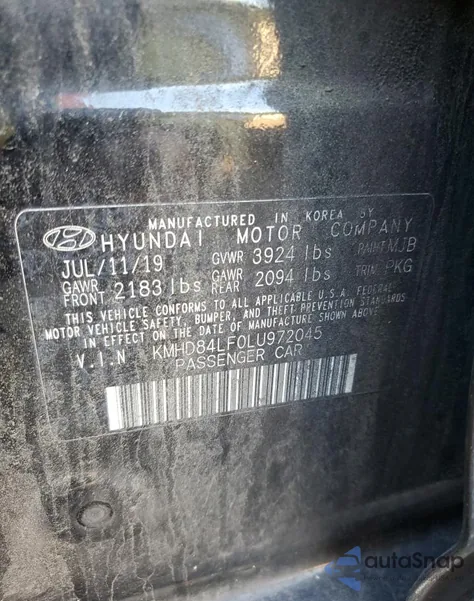 MANUFACTURED IN KOREA BY
HYUNDAI MOTOR COMPANY
JUL/11/19 GVWR 3924 lbs PAINT MJB
GAWR FRONT 2183 lbs GAWR REAR 2094 lbs TRIM PKG
THIS VEHICLE CONFORMS TO ALL APPLICABLE U.S.A FEDERAL
MOTOR VEHICLE SAFETY, BUMPER, AND THEFT PREVENTION
STANDARDS IN EFFECT ON THE DATE OF MANUFACTURE SHOWN ABOVE.
V.I.N KMHD84LF0LU972045
PASSENGER CAR
autoSnap